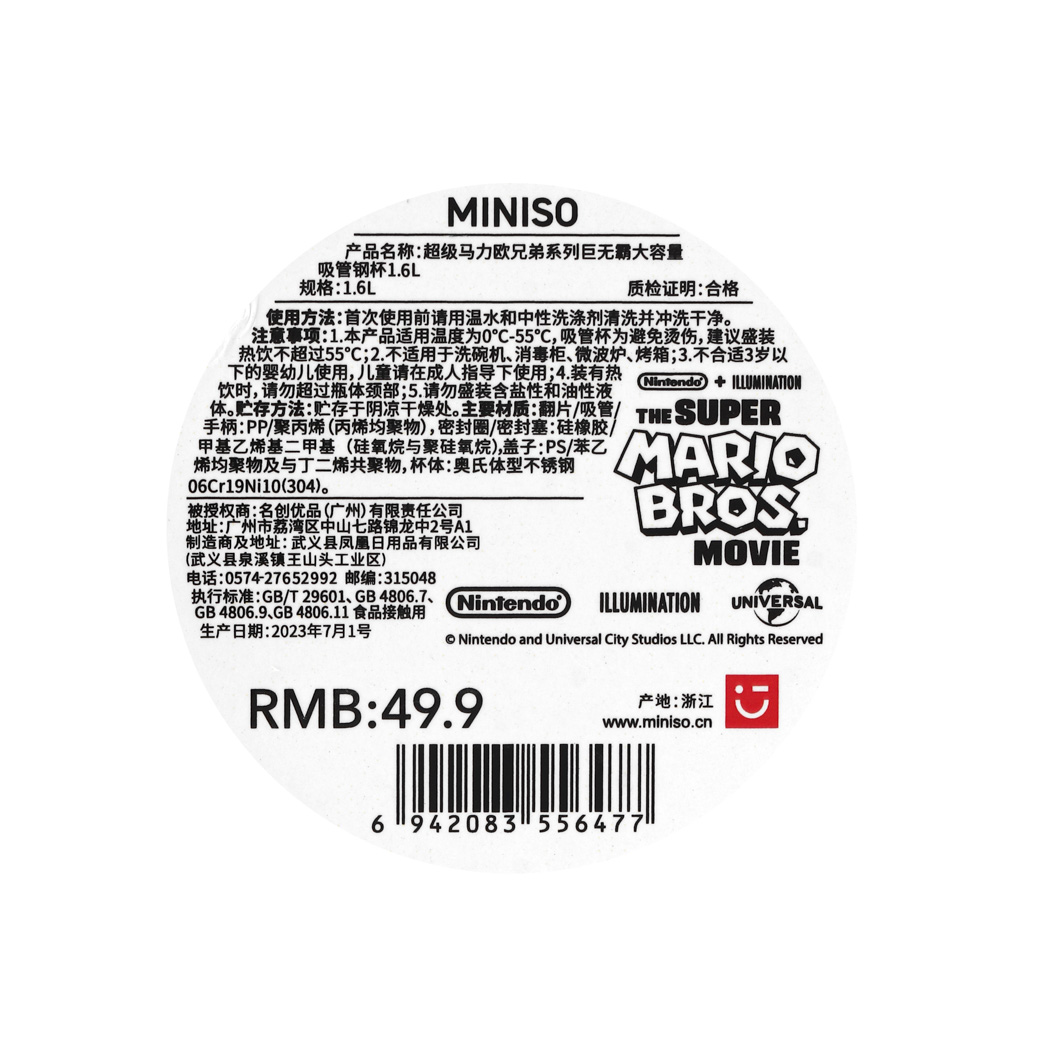 MINISO
产品名称：超级马力欧兄弟系列巨无霸大容量
吸管钢杯1.6L
规格：1.6L 质检证明：合格
使用方法：首次使用前请用温水和中性洗涤剂清洗并冲洗干净。
注意事项：1.本产品适用温度为0℃-55℃，吸管杯为避免烫伤，建议盛装
热饮不超过55℃；2.不适用于洗碗机、消毒柜、微波炉、烤箱；3.不合适3岁以
下的婴幼儿使用，儿童请在成人指导下使用；4.装有热
饮时，请勿超过瓶体颈部；5.请勿盛装含盐性和油性液
体。贮存方法：贮存于阴凉干燥处。主要材质：翻片/吸管/
手柄：PP/聚丙烯（丙烯均聚物），密封圈/密封塞：硅橡胶/
甲基乙烯基二甲基（硅氧烷与聚硅氧烷），盖子：PS/苯乙
烯均聚物及与丁二烯共聚物，杯体：奥氏体型不锈钢
06Cr19Ni10(304)。
Nintendo + ILLUMINATION
THE SUPER
MARIO
BROS.
MOVIE
被授权商：名创优品（广州）有限责任公司
地址：广州市荔湾区中山七路锦龙中2号A1
制造商及地址：武义县凤凰日用品有限公司
(武义县泉溪镇王山头工业区)
电话：0574-27652992 邮编：315048
执行标准：GB/T 29601、GB 4806.7、
GB 4806.9、GB 4806.11 食品接触用
生产日期：2023年7月1号
Nintendo ILLUMINATION UNIVERSAL
© Nintendo and Universal City Studios LLC. All Rights Reserved
RMB:49.9
产地：浙江
www.miniso.cn
6 942083 556477